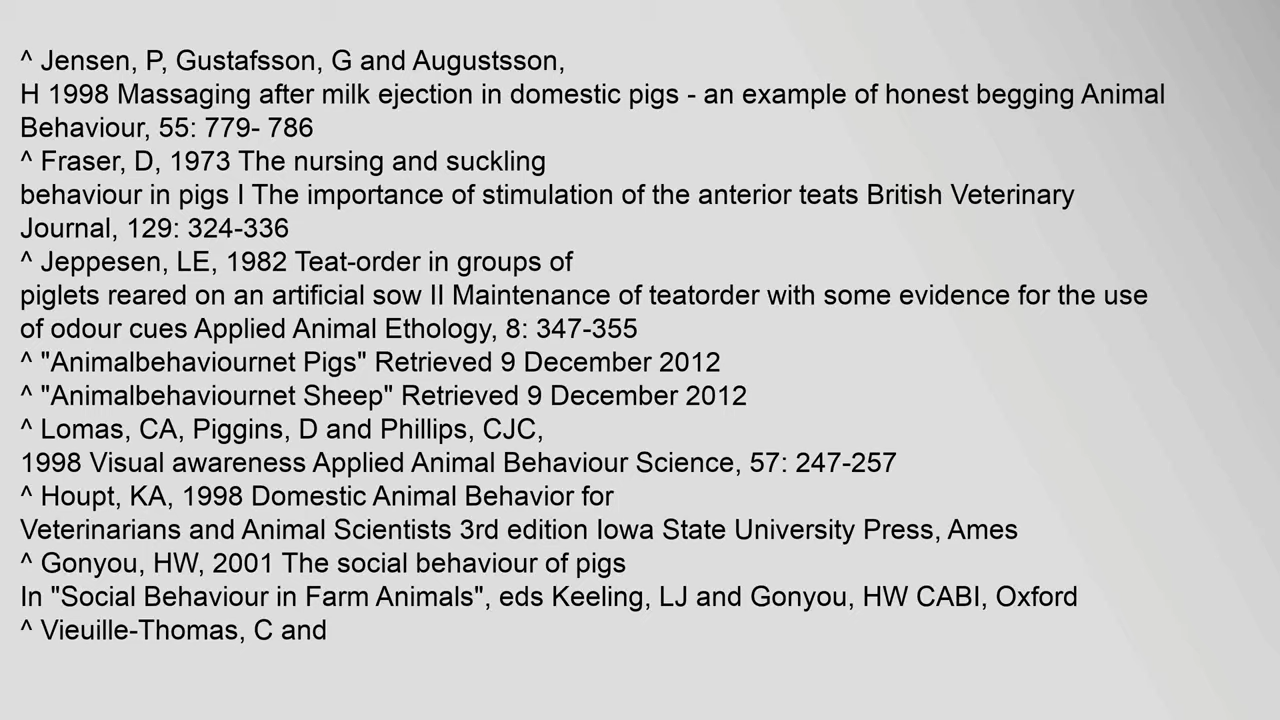 ^ Jensen, P, Gustafsson, G and Augustsson,
H 1998 Massaging after milk ejection in domestic pigs - an example of honest begging Animal
Behaviour, 55: 779- 786
^ Fraser, D, 1973 The nursing and suckling
behaviour in pigs I The importance of stimulation of the anterior teats British Veterinary
Journal, 129: 324-336
^ Jeppesen, LE, 1982 Teat-order in groups of
piglets reared on an artificial sow II Maintenance of teatorder with some evidence for the use
of odour cues Applied Animal Ethology, 8: 347-355
^ "Animalbehaviournet Pigs" Retrieved 9 December 2012
^ "Animalbehaviournet Sheep" Retrieved 9 December 2012
^ Lomas, CA, Piggins, D and Phillips, CJC,
1998 Visual awareness Applied Animal Behaviour Science, 57: 247-257
^ Houpt, KA, 1998 Domestic Animal Behavior for
Veterinarians and Animal Scientists 3rd edition Iowa State University Press, Ames
^ Gonyou, HW, 2001 The social behaviour of pigs
In "Social Behaviour in Farm Animals", eds Keeling, LJ and Gonyou, HW CABI, Oxford
^ Vieuille-Thomas, C and